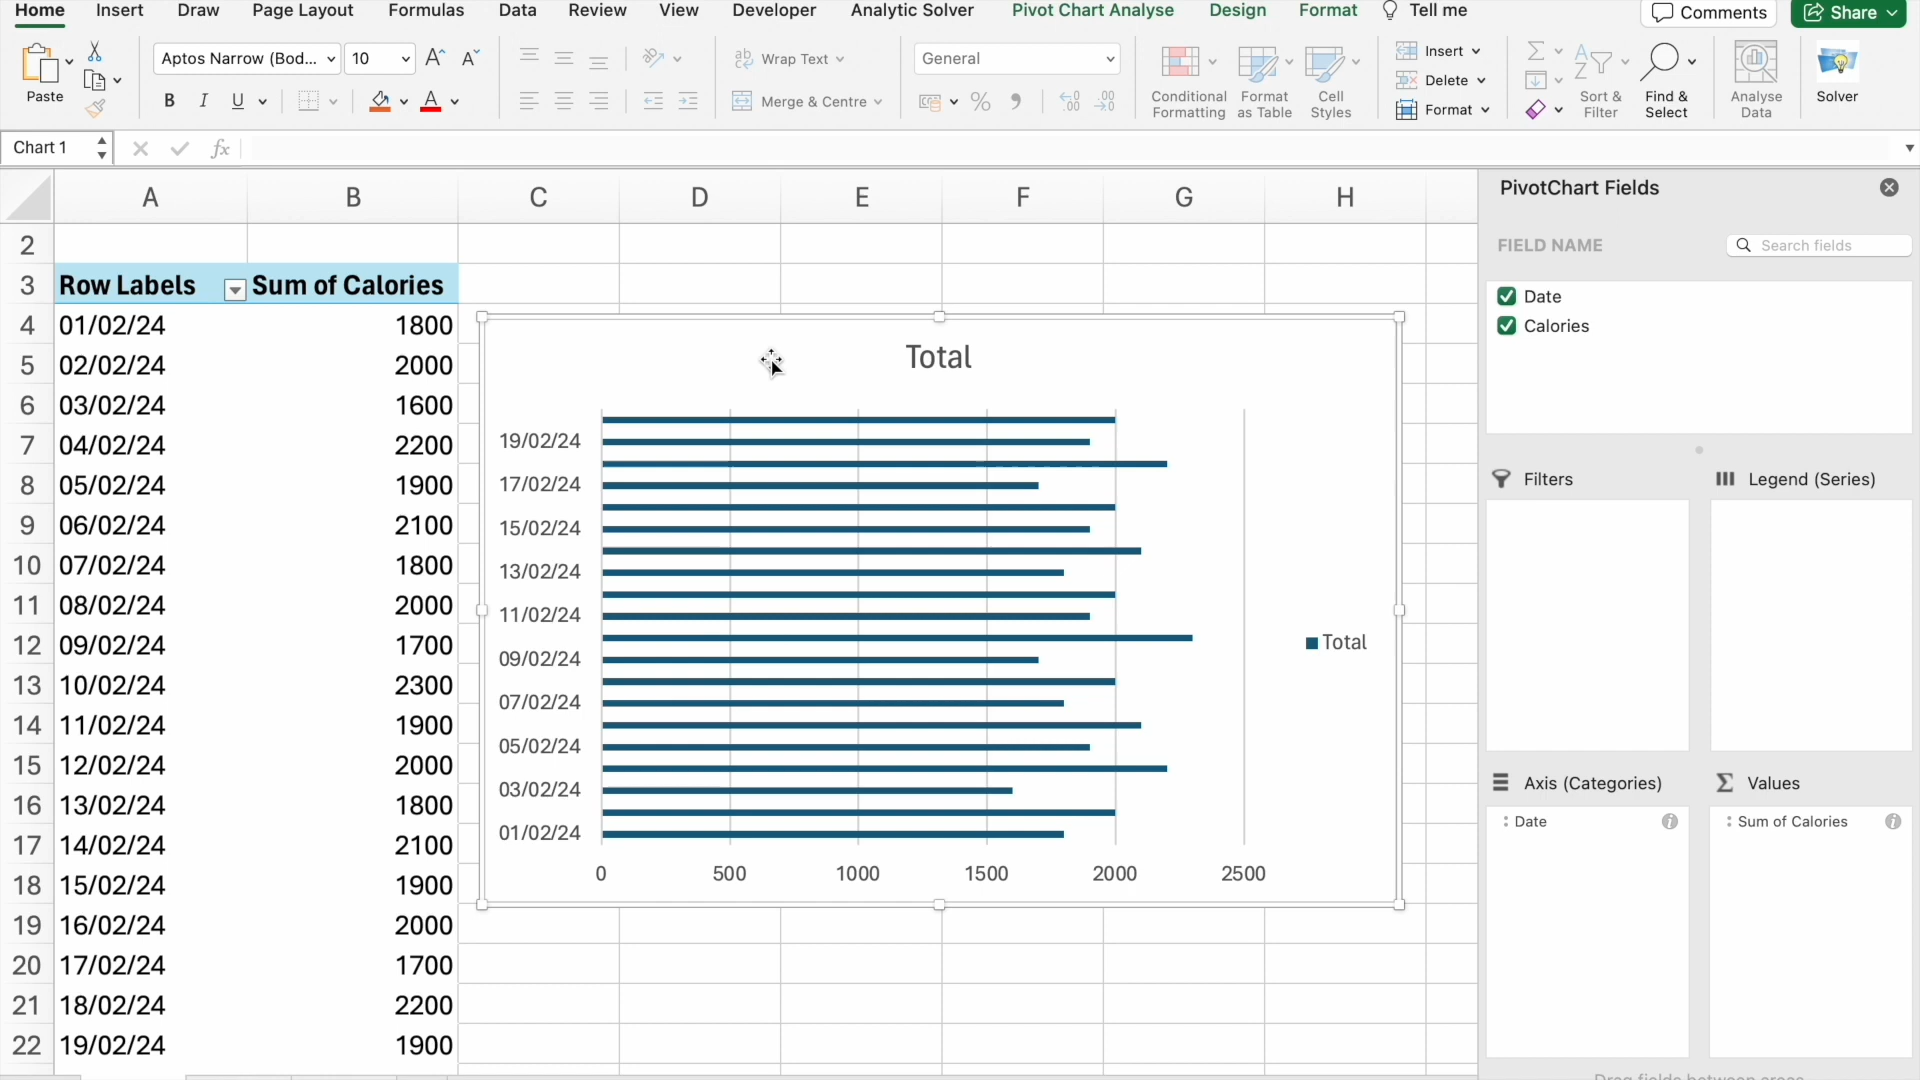 Home Insert Draw Page Layout Formulas Data Review View Developer Analytic Solver Pivot Chart Analyse Design Format Tell me Comments Share
Paste
Aptos Narrow (Bod... 10 A A
B I U A
ab Wrap Text
Merge & Centre
General
%
Conditional Formatting
Format as Table
Cell Styles
Insert
Delete
Format
Sort & Filter
Find & Select
Analyse Data
Solver
Chart 1 fx
A B C D E F G H
2
3 Row Labels Sum of Calories
4 01/02/24 1800
5 02/02/24 2000
6 03/02/24 1600
7 04/02/24 2200
8 05/02/24 1900
9 06/02/24 2100
10 07/02/24 1800
11 08/02/24 2000
12 09/02/24 1700
13 10/02/24 2300
14 11/02/24 1900
15 12/02/24 2000
16 13/02/24 1800
17 14/02/24 2100
18 15/02/24 1900
19 16/02/24 2000
20 17/02/24 1700
21 18/02/24 2200
22 19/02/24 1900
Total
19/02/24
17/02/24
15/02/24
13/02/24
11/02/24
09/02/24
07/02/24
05/02/24
03/02/24
01/02/24
0 500 1000 1500 2000 2500
Total
PivotChart Fields
FIELD NAME Search fields
Date
Calories
Filters Legend (Series)
Axis (Categories) Values
Date Sum of Calories
Drag fields between areas